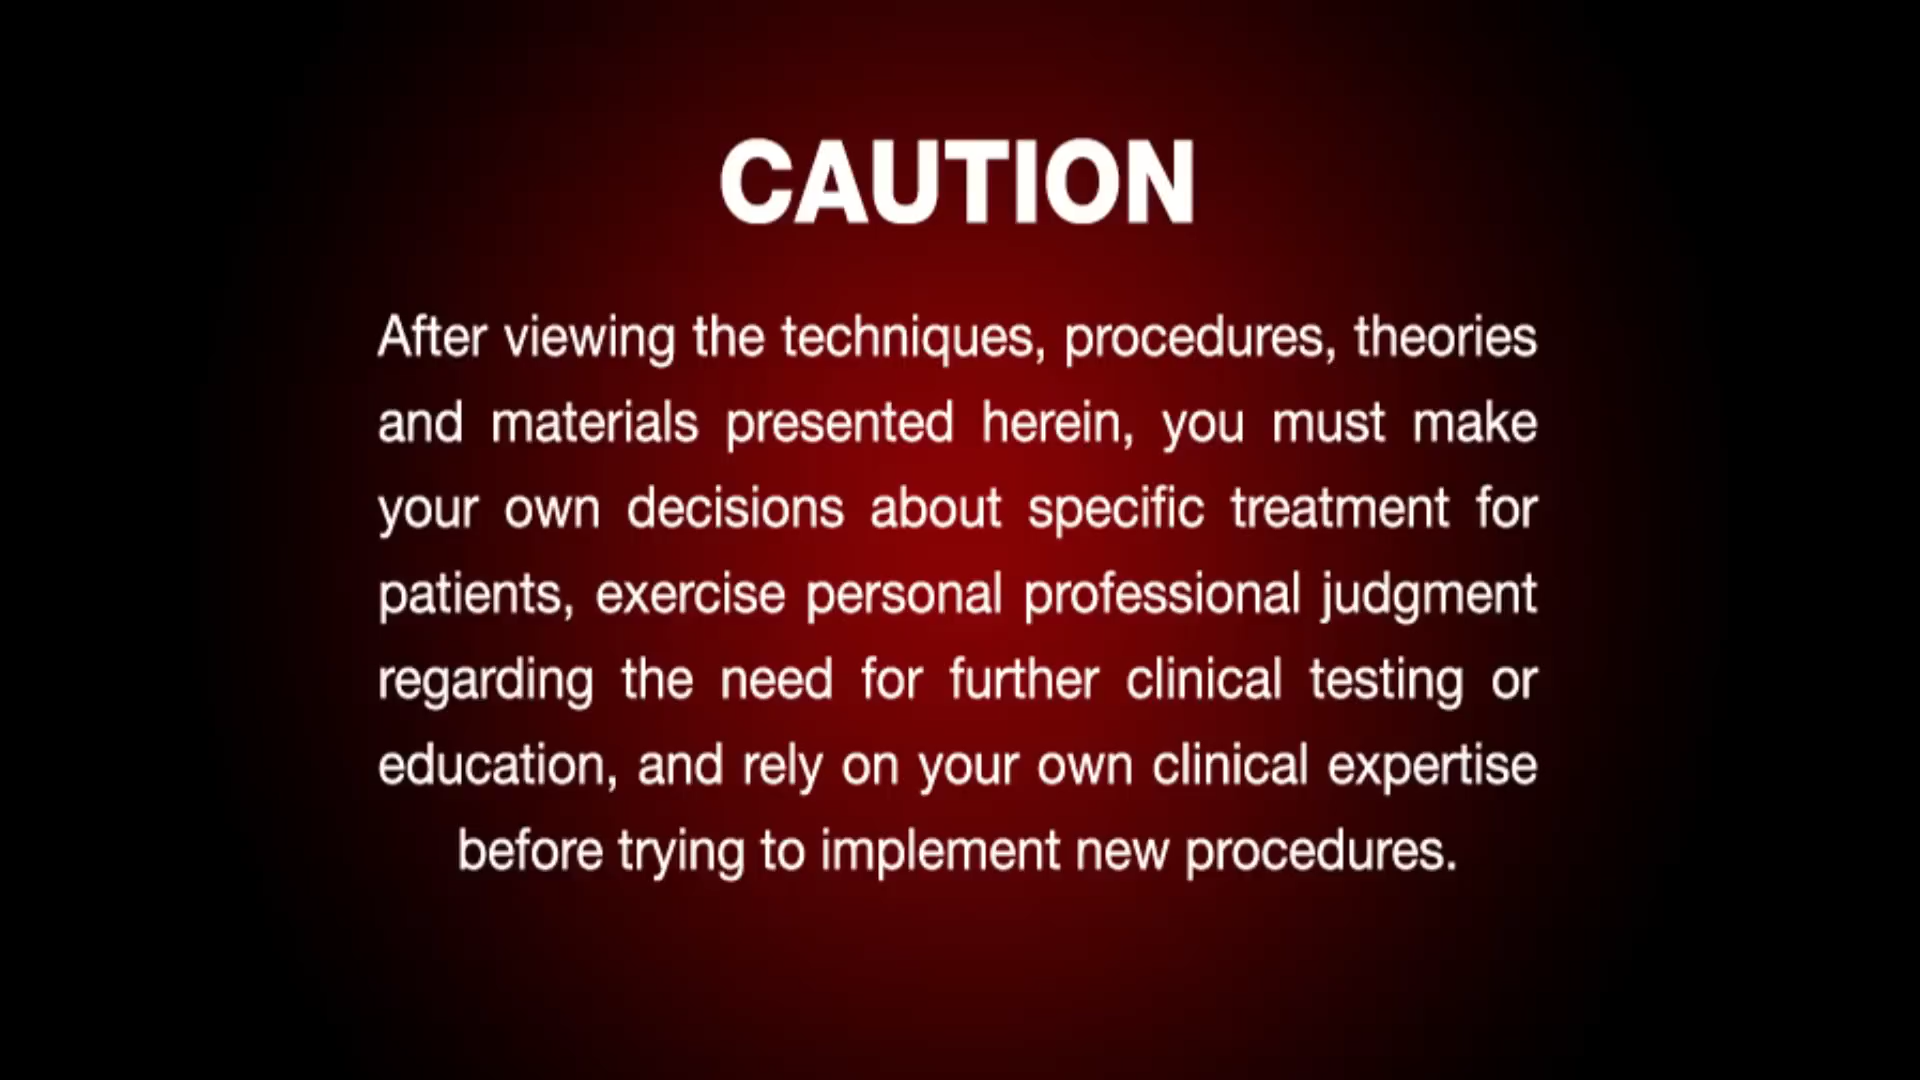 CAUTION
After viewing the techniques, procedures, theories
and materials presented herein, you must make
your own decisions about specific treatment for
patients, exercise personal professional judgment
regarding the need for further clinical testing or
education, and rely on your own clinical expertise
before trying to implement new procedures.